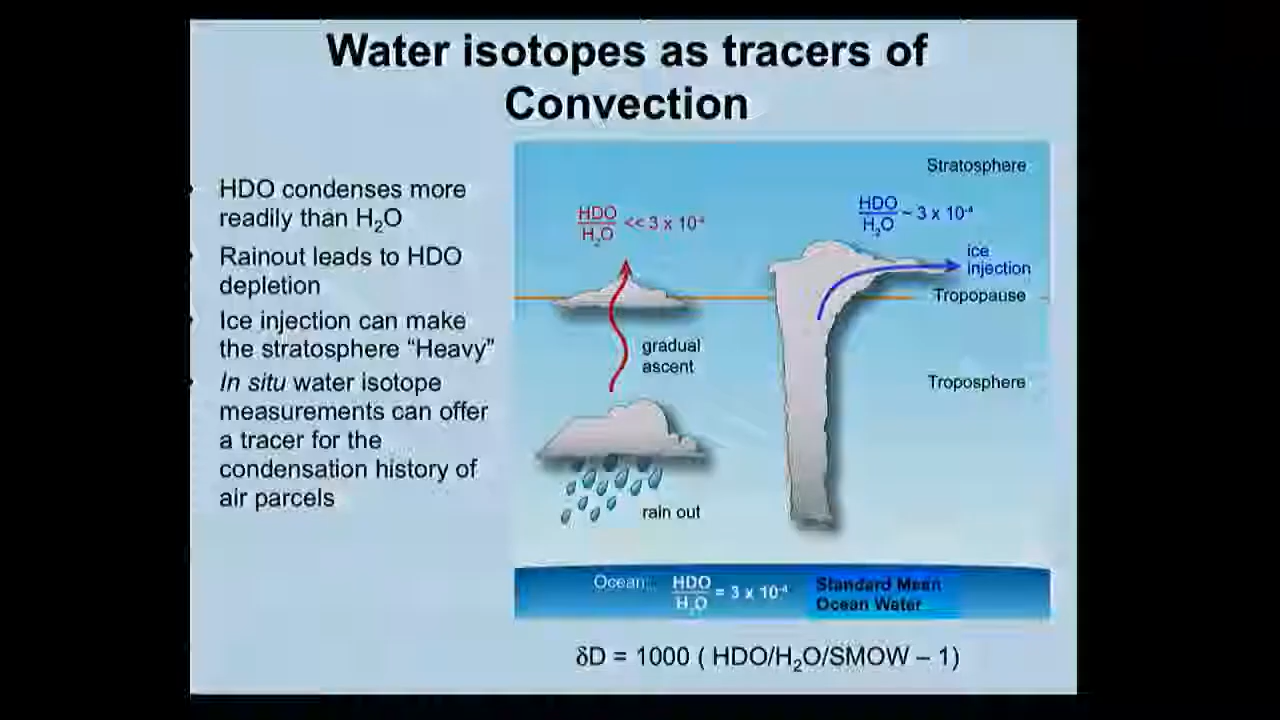 Water isotopes as tracers of
Convection
HDO condenses more
readily than H₂O
Rainout leads to HDO
depletion
Ice injection can make
the stratosphere “Heavy”
In situ water isotope
measurements can offer
a tracer for the
condensation history of
air parcels
Stratosphere
HDO
H₂O
<< 3 x 10⁻⁴
HDO
H₂O
~ 3 x 10⁻⁴
ice
injection
Tropopause
gradual
ascent
Troposphere
rain out
Ocean:
HDO
H₂O
= 3 x 10⁻⁴
Standard Mean
Ocean Water
δD = 1000 ( HDO/H₂O/SMOW – 1)